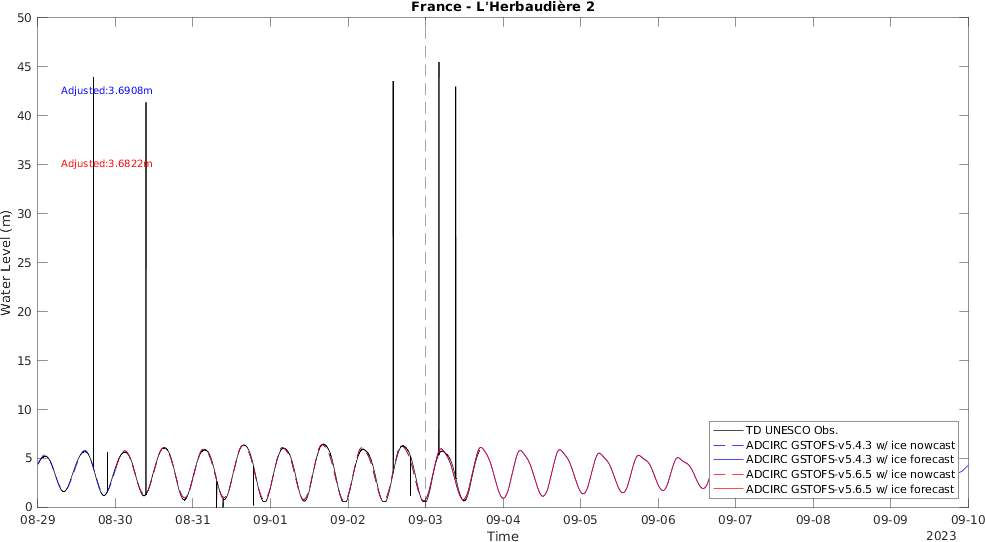 France - L'Herbaudière 2
50
45
40
35
30
25
20
15
10
5
0
Water Level (m)
Adjusted:3.6908m
Adjusted:3.6822m
TD UNESCO Obs.
ADCIRC GSTOFS-v5.4.3 w/ ice nowcast
ADCIRC GSTOFS-v5.4.3 w/ ice forecast
ADCIRC GSTOFS-v5.6.5 w/ ice nowcast
ADCIRC GSTOFS-v5.6.5 w/ ice forecast
08-29 08-30 08-31 09-01 09-02 09-03 09-04 09-05 09-06 09-07 09-08 09-09 09-10
Time
2023